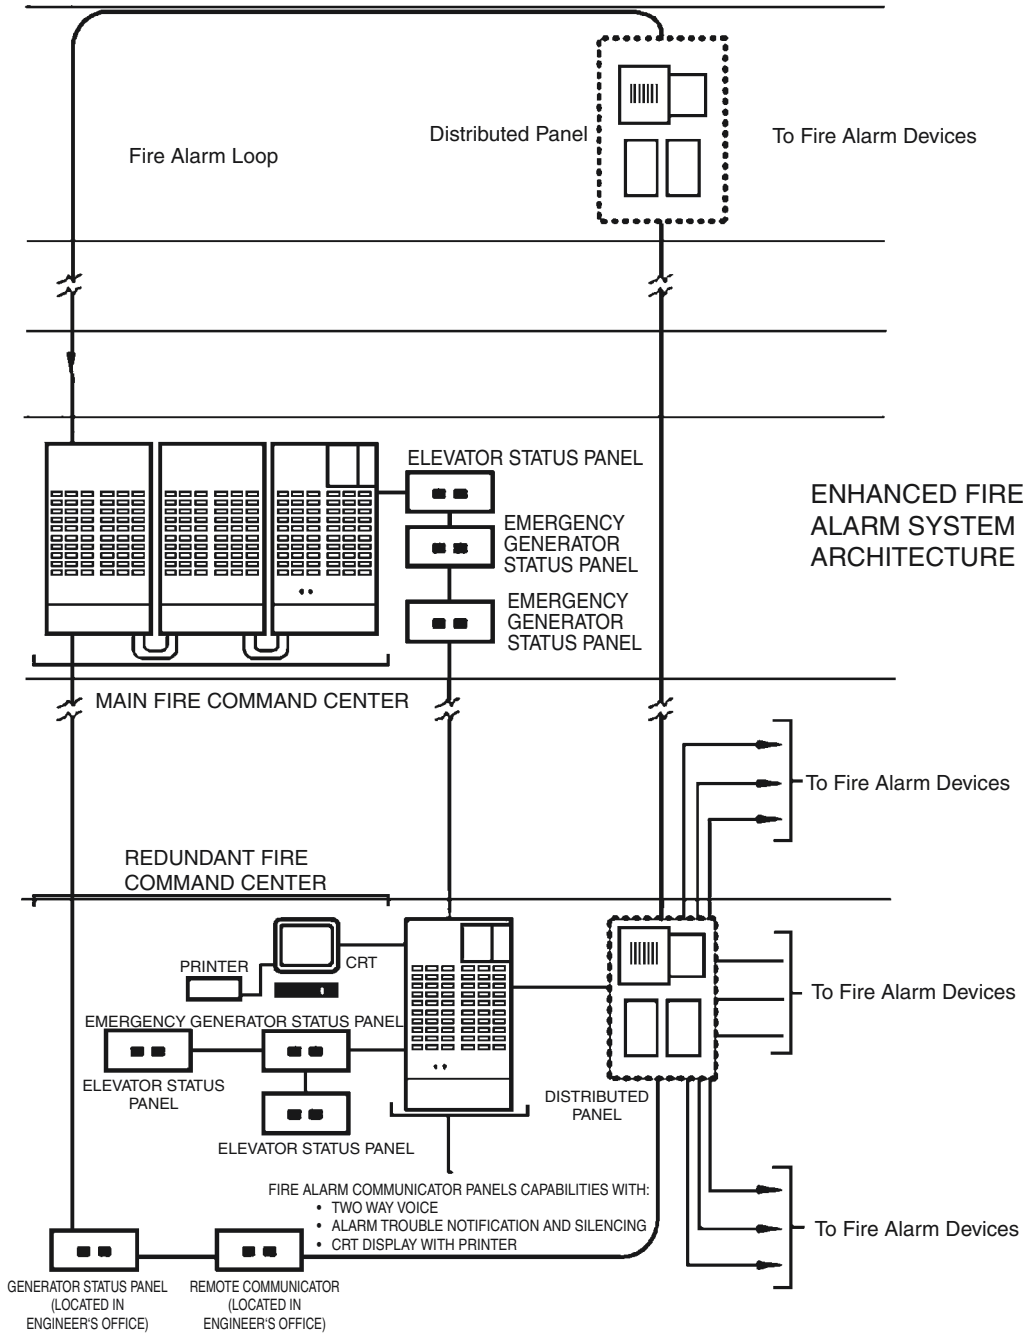 Fire Alarm Loop
Distributed Panel
To Fire Alarm Devices
ELEVATOR STATUS PANEL
EMERGENCY
GENERATOR
STATUS PANEL
EMERGENCY
GENERATOR
STATUS PANEL
ENHANCED FIRE
ALARM SYSTEM
ARCHITECTURE
MAIN FIRE COMMAND CENTER
To Fire Alarm Devices
REDUNDANT FIRE
COMMAND CENTER
PRINTER
CRT
To Fire Alarm Devices
EMERGENCY GENERATOR STATUS PANEL
ELEVATOR STATUS
PANEL
ELEVATOR STATUS PANEL
DISTRIBUTED
PANEL
FIRE ALARM COMMUNICATOR PANELS CAPABILITIES WITH:
• TWO WAY VOICE
• ALARM TROUBLE NOTIFICATION AND SILENCING
• CRT DISPLAY WITH PRINTER
To Fire Alarm Devices
GENERATOR STATUS PANEL
(LOCATED IN
ENGINEER'S OFFICE)
REMOTE COMMUNICATOR
(LOCATED IN
ENGINEER'S OFFICE)